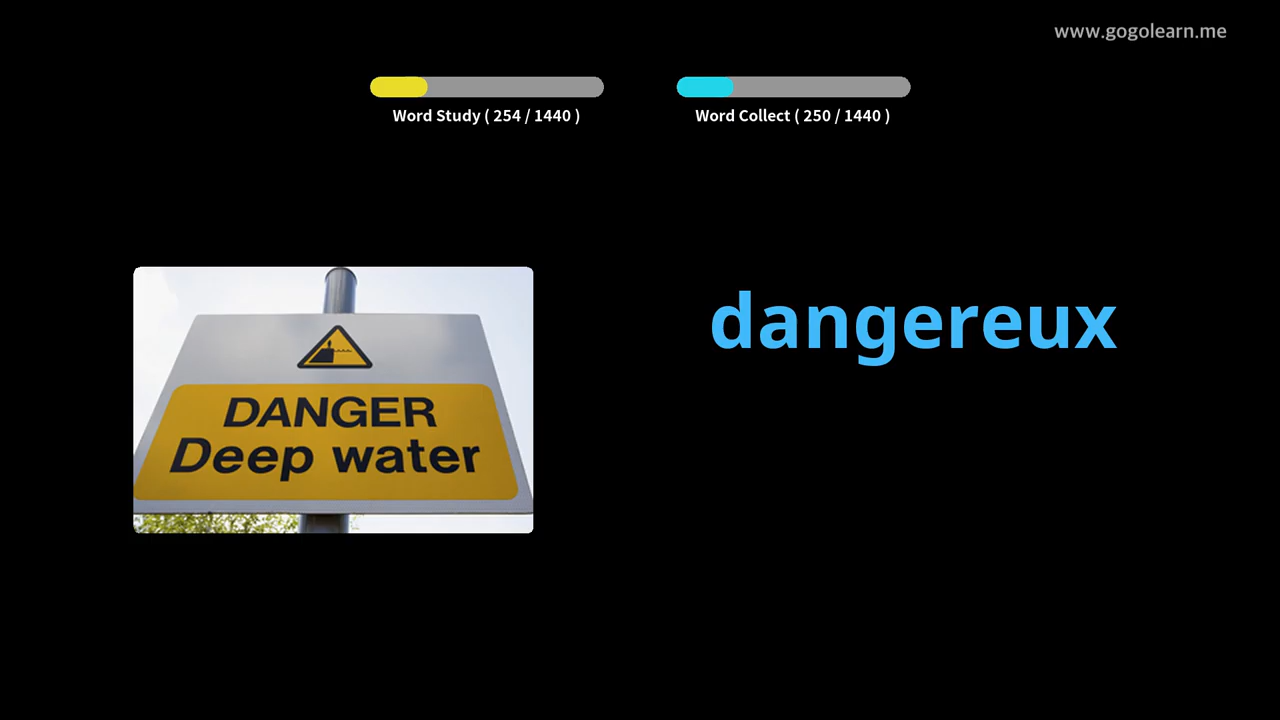 www.gogolearn.me
Word Study ( 254 / 1440 )
Word Collect ( 250 / 1440 )
dangereux
DANGER
Deep water